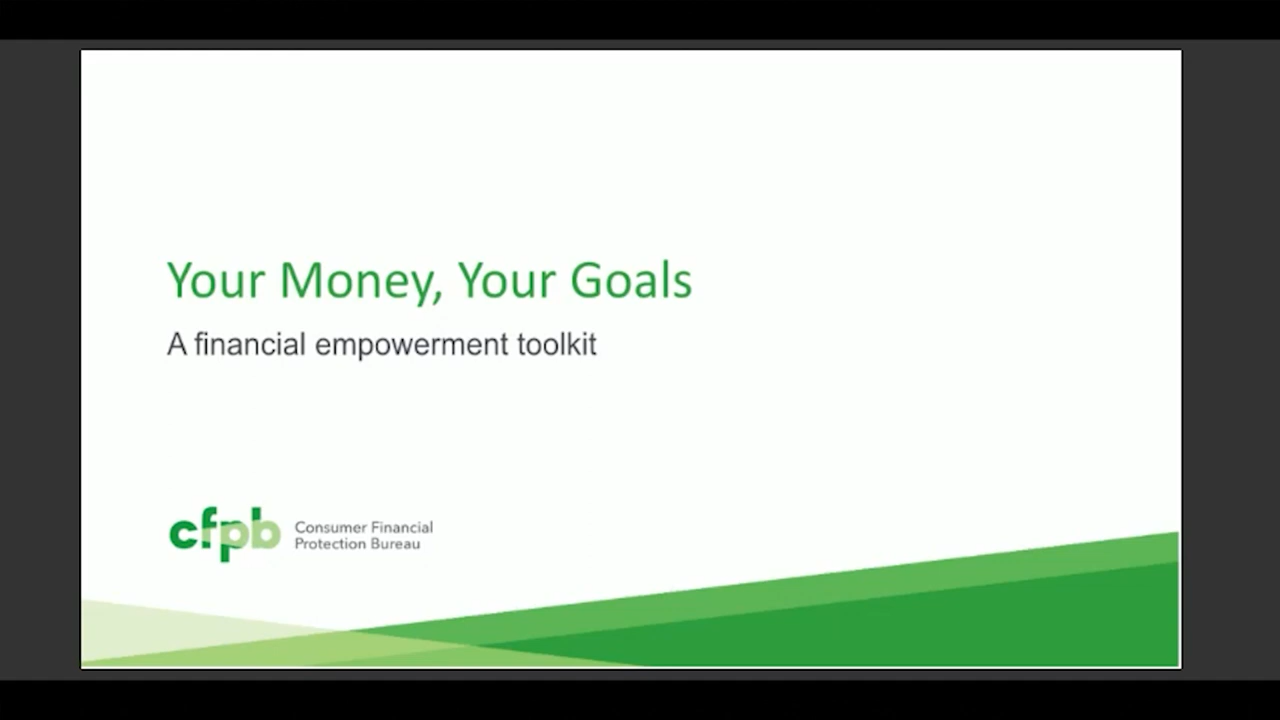 Your Money, Your Goals
A financial empowerment toolkit
cfpb
Consumer Financial
Protection Bureau